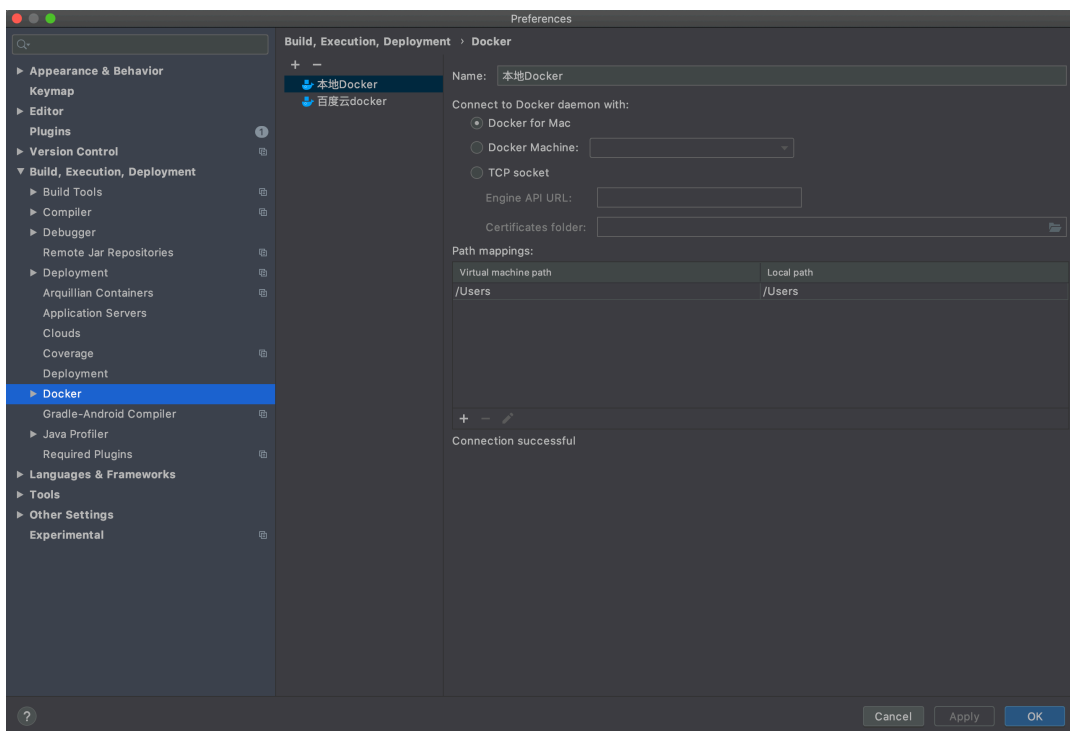 Preferences
Build, Execution, Deployment › Docker
Appearance & Behavior
Keymap
Editor
Plugins 1
Version Control
Build, Execution, Deployment
Build Tools
Compiler
Debugger
Remote Jar Repositories
Deployment
Arquillian Containers
Application Servers
Clouds
Coverage
Deployment
Docker
Gradle-Android Compiler
Java Profiler
Required Plugins
Languages & Frameworks
Tools
Other Settings
Experimental
本地Docker
百度云docker
Name: 本地Docker
Connect to Docker daemon with:
Docker for Mac
Docker Machine:
TCP socket
Engine API URL:
Certificates folder:
Path mappings:
Virtual machine path Local path
/Users /Users
Connection successful
? Cancel Apply OK